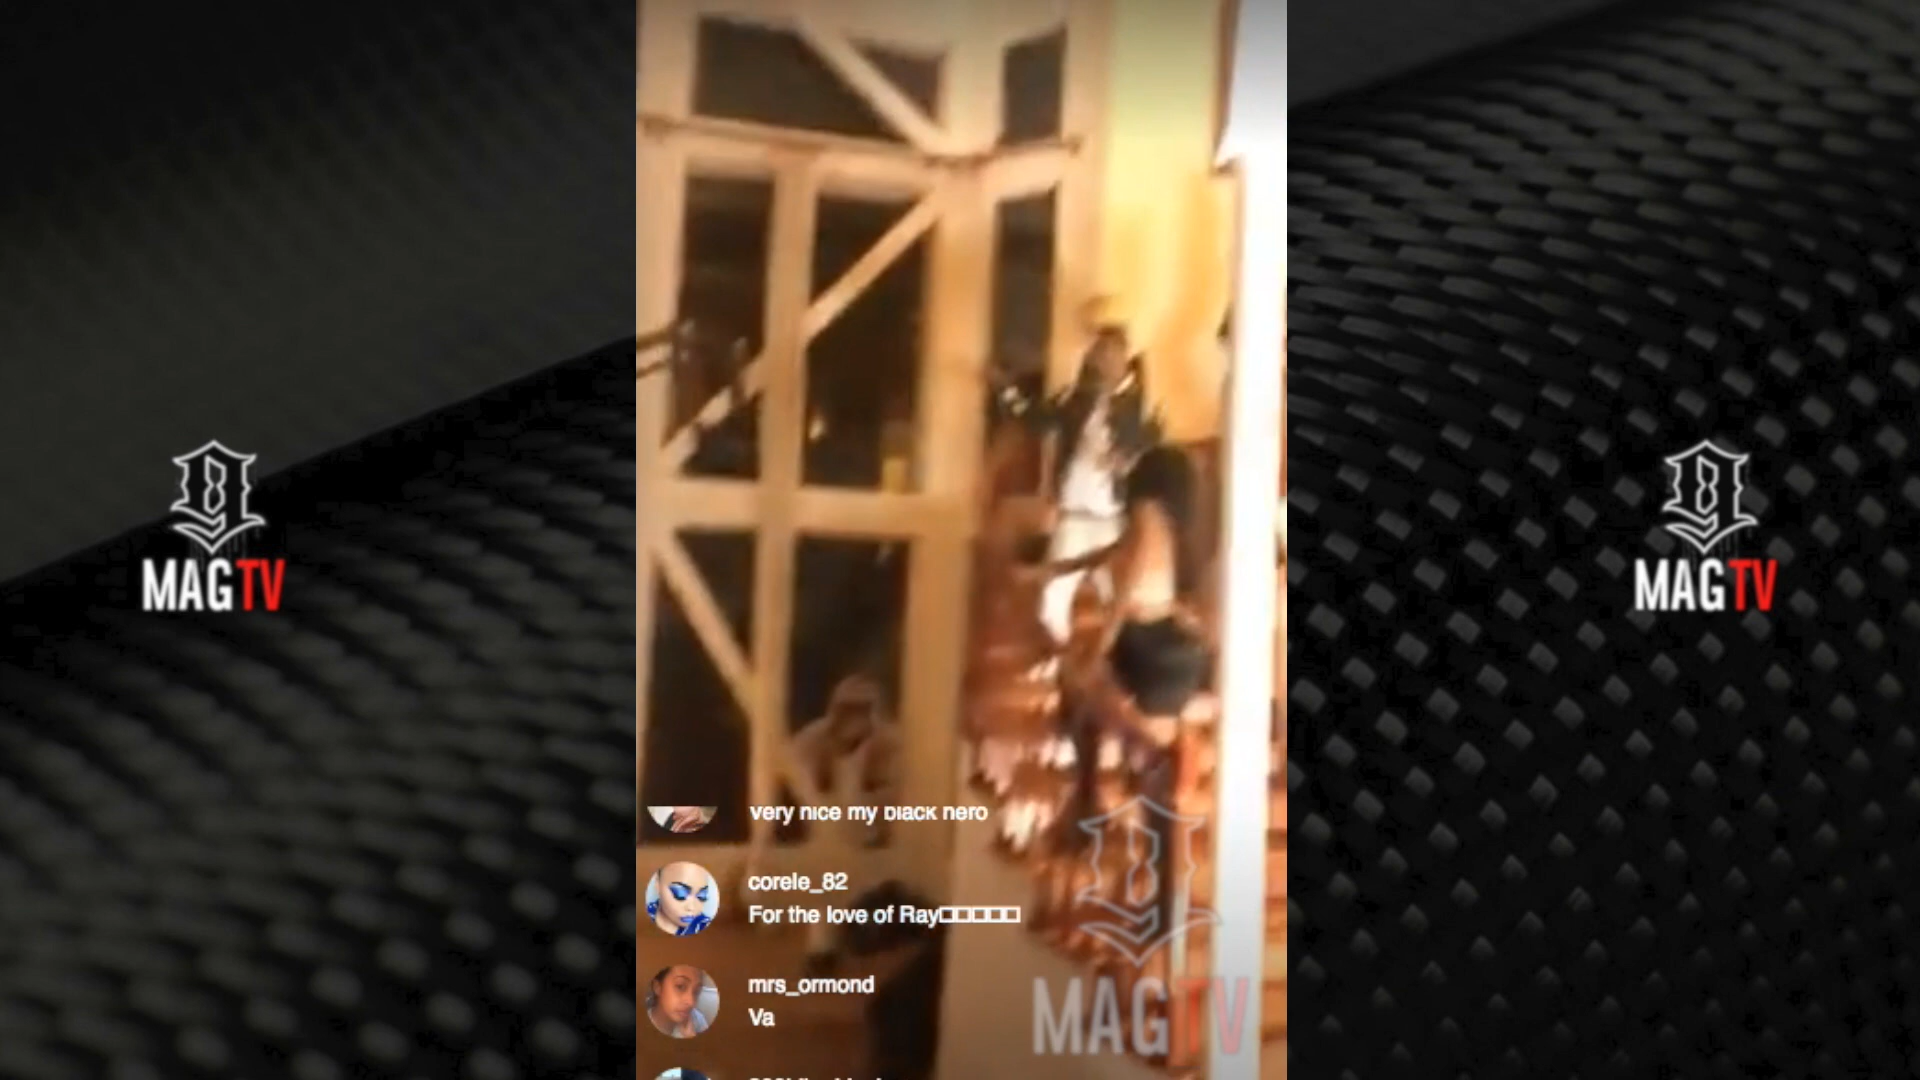 very nice my black hero
corele_82
For the love of Ray
mrs_ormond
Va
MAGTV
MAGTV
MAGTV